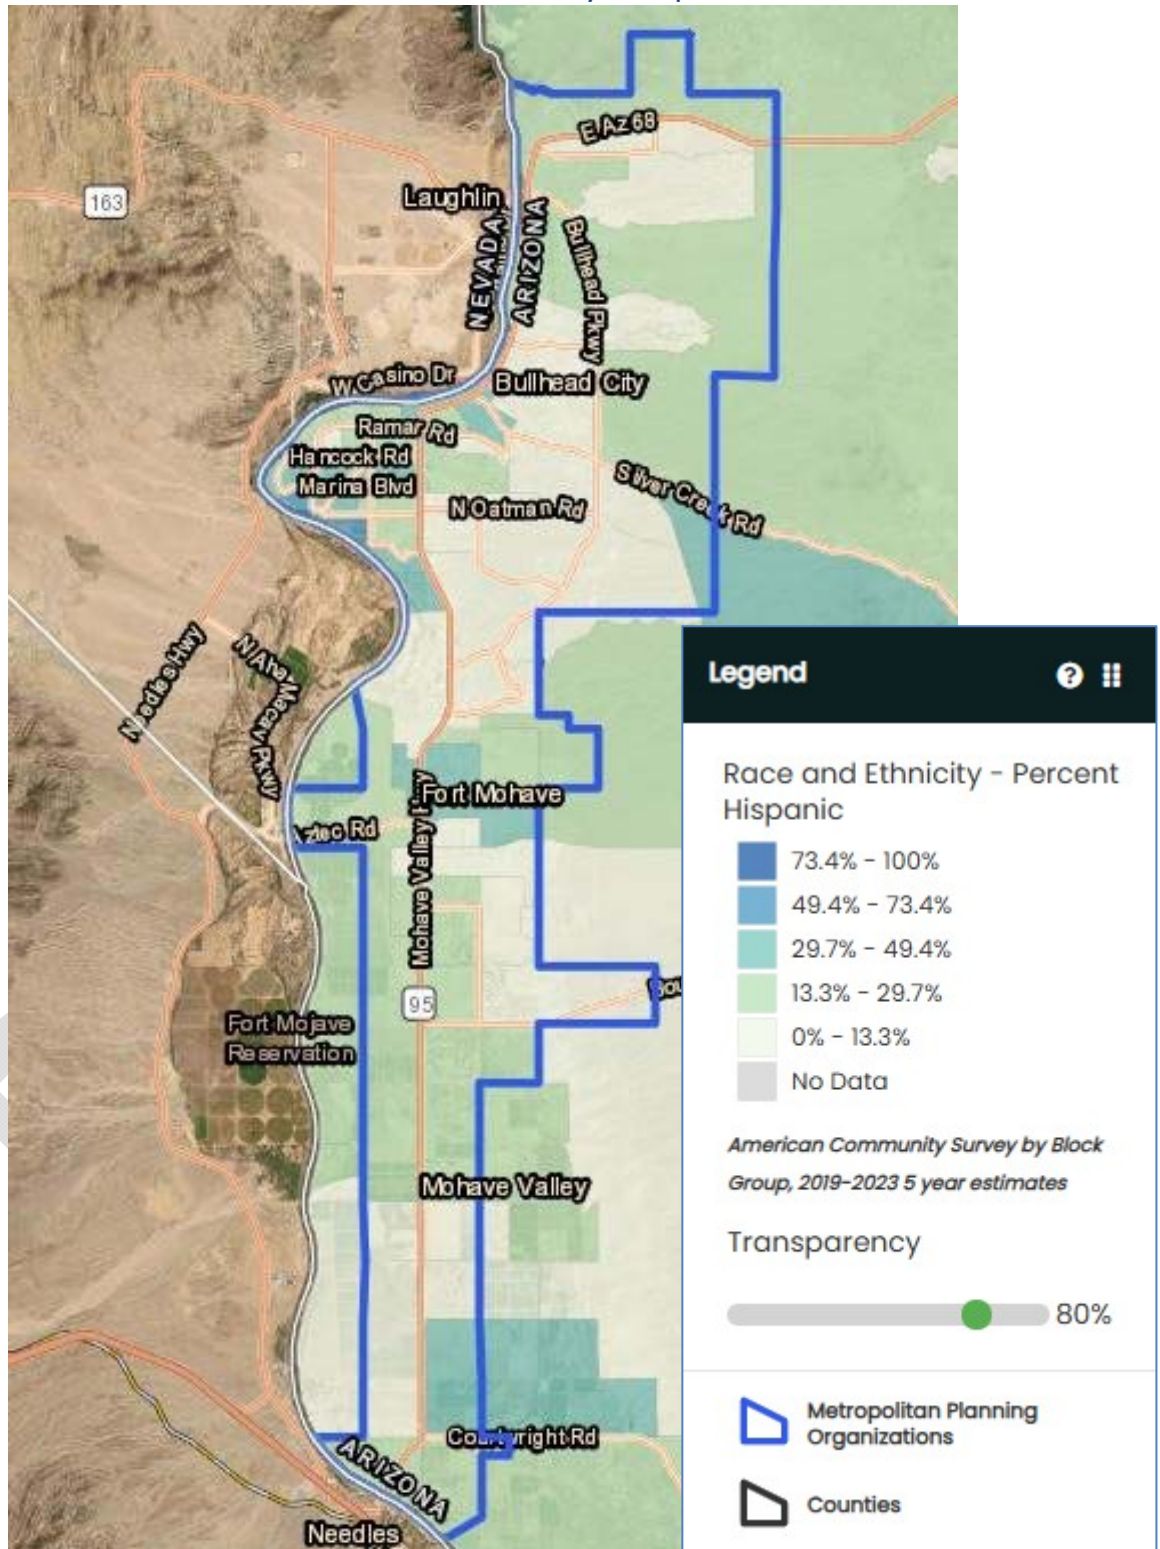 E Az 68
163
Laughlin
NEVADA
ARIZONA
Bullhead Pkwy
W Casino Dr
Bullhead City
Ramar Rd
Hancock Rd
Marina Blvd
N Oatman Rd
Silver Creek Rd
Needles Hwy
N Aha Macav Pkwy
Fort Mohave
Aztec Rd
Mohave Valley Hwy
95
Fort Mojave
Reservation
Mohave Valley
Courtwright Rd
ARIZONA
Needles
Legend
?
Race and Ethnicity - Percent
Hispanic
73.4% - 100%
49.4% - 73.4%
29.7% - 49.4%
13.3% - 29.7%
0% - 13.3%
No Data
American Community Survey by Block
Group, 2019-2023 5 year estimates
Transparency
80%
Metropolitan Planning
Organizations
Counties